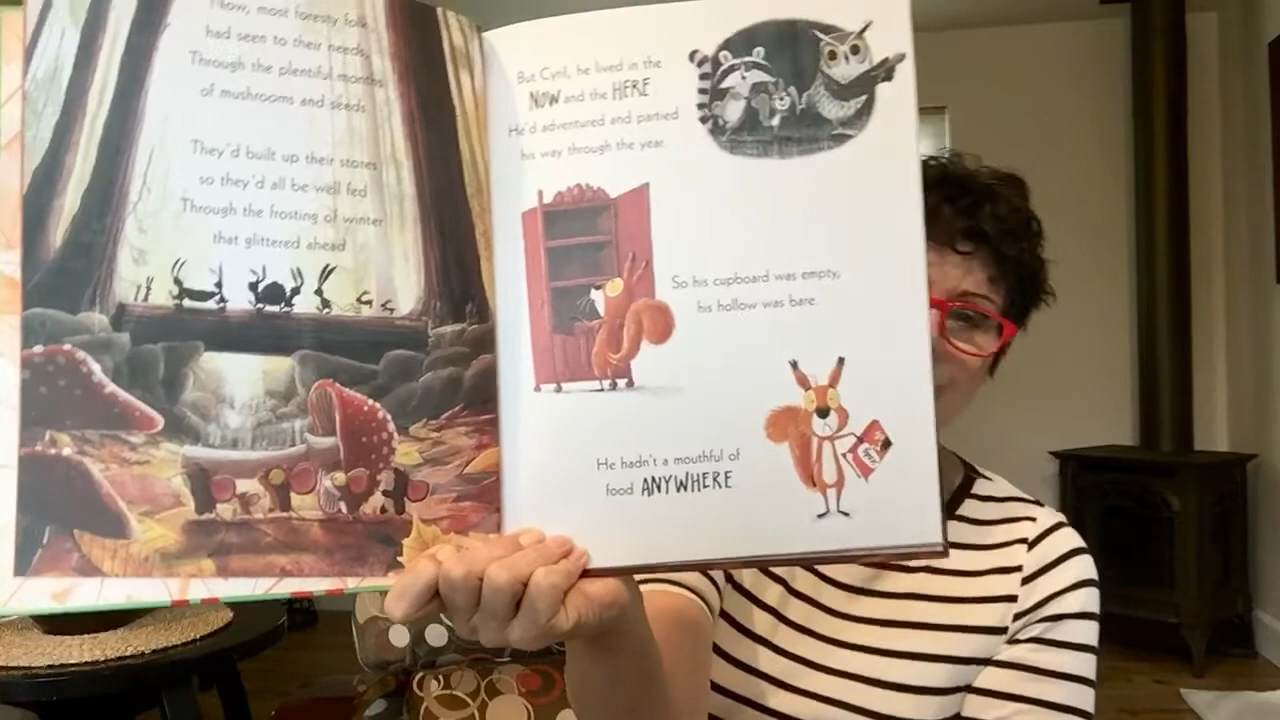 Now, most foresty folk
had seen to their needs,
Through the plentiful months
of mushrooms and seeds
They'd built up their stores
so they'd all be well fed
Through the frosting of winter
that glittered ahead
But Cyril, he lived in the
NOW and the HERE
He'd adventured and partied
his way through the year.
So his cupboard was empty,
his hollow was bare.
He hadn't a mouthful of
food ANYWHERE